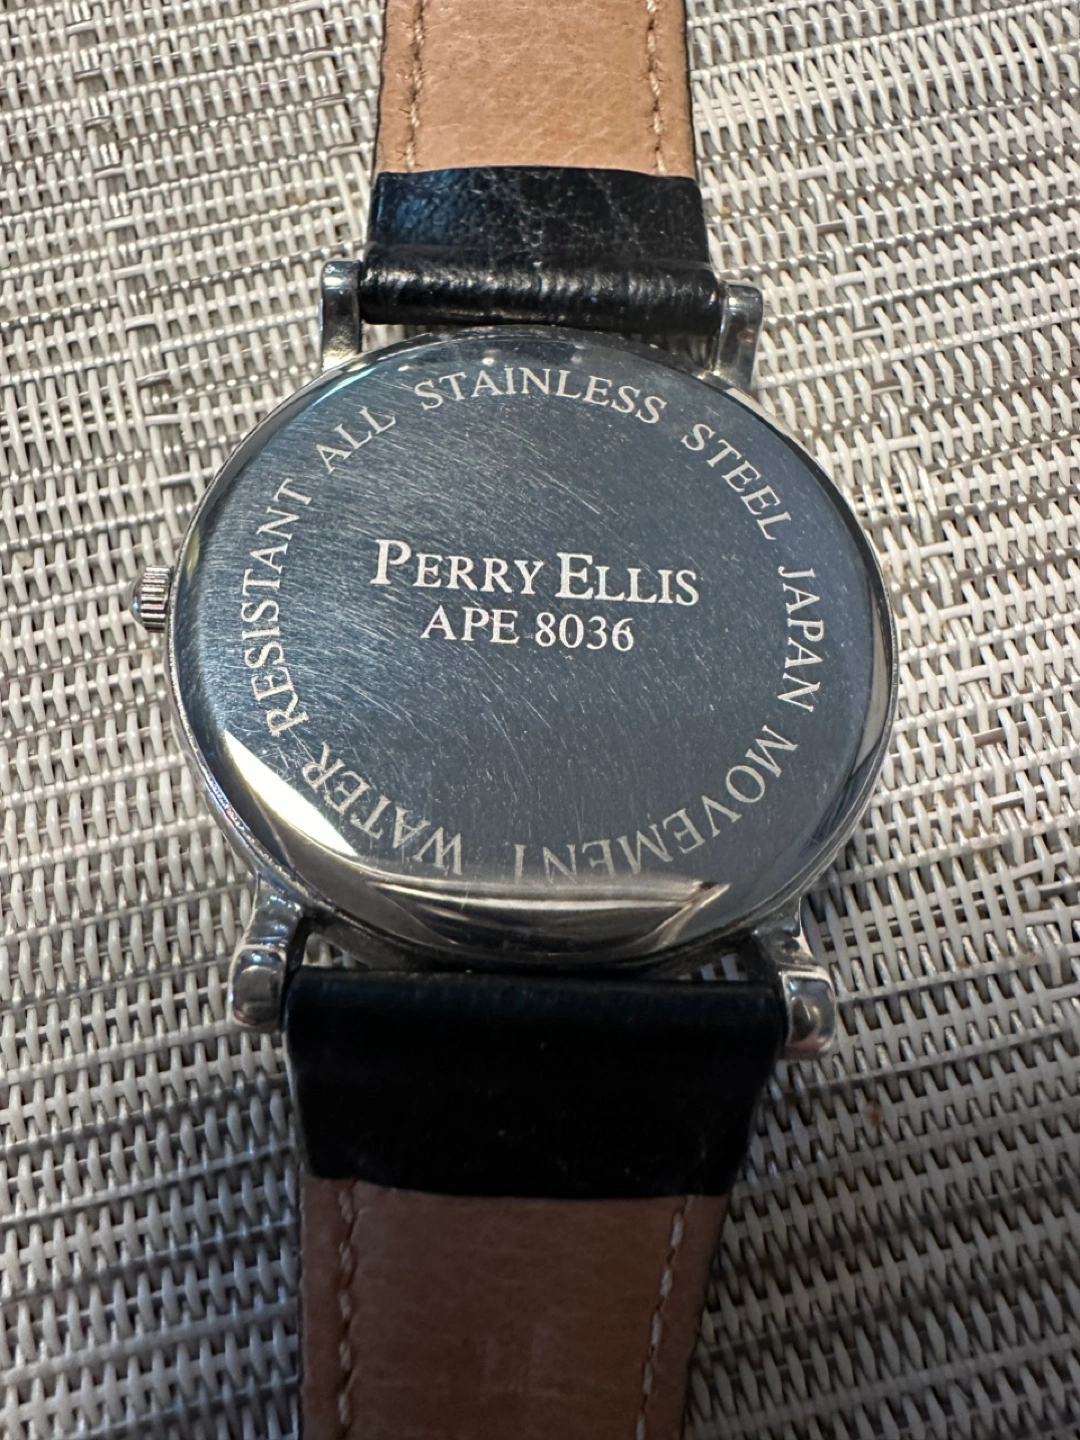 PERRY ELLIS
APE 8036
WATER RESISTANT ALL STAINLESS STEEL JAPAN MOVEMENT